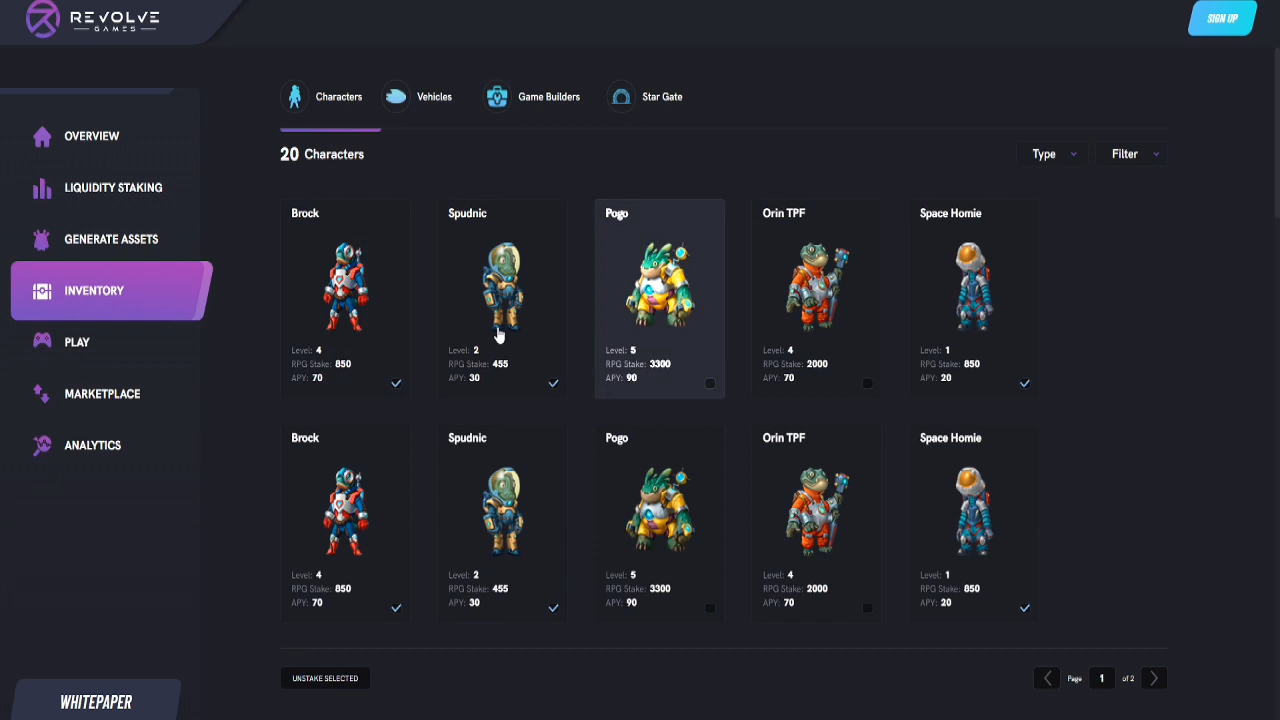 REVOLVE
GAMES
SIGN UP
Characters
Vehicles
Game Builders
Star Gate
OVERVIEW
LIQUIDITY STAKING
GENERATE ASSETS
INVENTORY
PLAY
MARKETPLACE
ANALYTICS
WHITEPAPER
20 Characters
Type
Filter
Brock
Level: 4
RPG Stake: 850
APY: 70
Spudnic
Level: 2
RPG Stake: 455
APY: 30
Pogo
Level: 5
RPG Stake: 3300
APY: 90
Orin TPF
Level: 4
RPG Stake: 2000
APY: 70
Space Homie
Level: 1
RPG Stake: 850
APY: 20
Brock
Level: 4
RPG Stake: 850
APY: 70
Spudnic
Level: 2
RPG Stake: 455
APY: 30
Pogo
Level: 5
RPG Stake: 3300
APY: 90
Orin TPF
Level: 4
RPG Stake: 2000
APY: 70
Space Homie
Level: 1
RPG Stake: 850
APY: 20
UNSTAKE SELECTED
Page 1 of 2